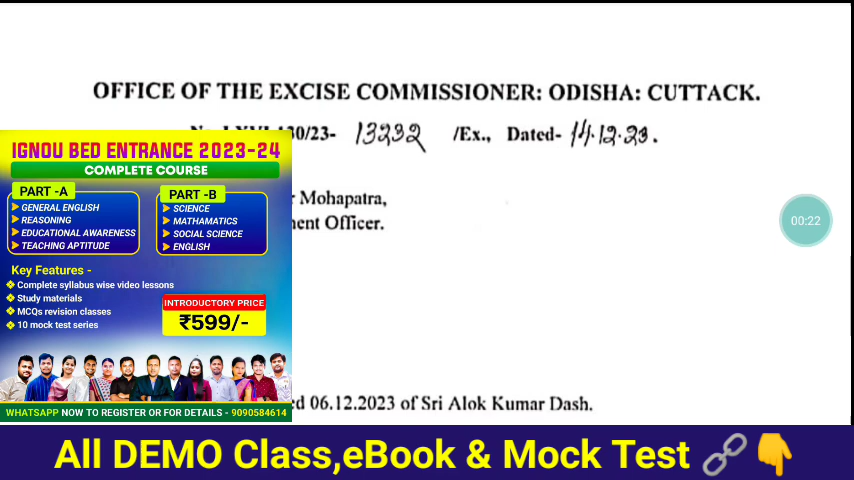 OFFICE OF THE EXCISE COMMISSIONER: ODISHA: CUTTACK.
30/23- 13232 /Ex., Dated- 14.12.23.
r Mohapatra,
ment Officer.
ed 06.12.2023 of Sri Alok Kumar Dash.
00:22
IGNOU BED ENTRANCE 2023-24
COMPLETE COURSE
PART -A
GENERAL ENGLISH
REASONING
EDUCATIONAL AWARENESS
TEACHING APTITUDE
PART -B
SCIENCE
MATHAMATICS
SOCIAL SCIENCE
ENGLISH
Key Features -
Complete syllabus wise video lessons
Study materials
MCQs revision classes
10 mock test series
INTRODUCTORY PRICE
₹599/-
WHATSAPP NOW TO REGISTER OR FOR DETAILS - 9090584614
All DEMO Class,eBook & Mock Test